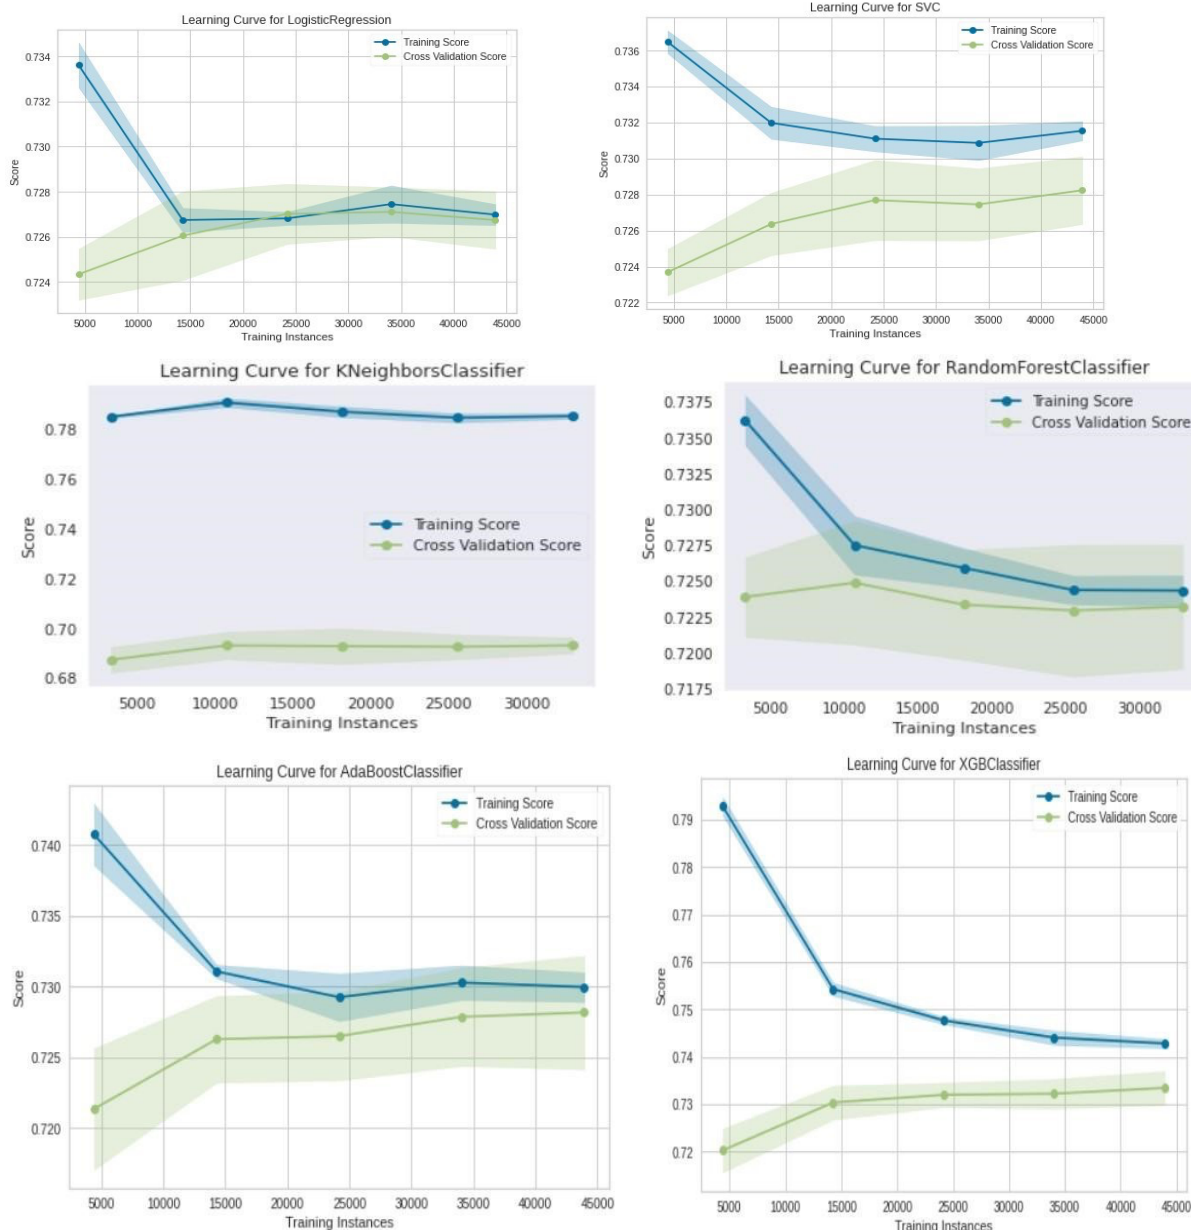 Learning Curve for LogisticRegression
Training Score
Cross Validation Score
0.734
0.732
0.730
0.728
0.726
0.724
Score
5000 10000 15000 20000 25000 30000 35000 40000 45000
Training Instances
Learning Curve for SVC
Training Score
Cross Validation Score
0.736
0.734
0.732
0.730
0.728
0.726
0.724
0.722
Score
5000 10000 15000 20000 25000 30000 35000 40000 45000
Training Instances
Learning Curve for KNeighborsClassifier
0.78
0.76
0.74
0.72
0.70
0.68
Score
Training Score
Cross Validation Score
5000 10000 15000 20000 25000 30000
Training Instances
Learning Curve for RandomForestClassifier
Training Score
Cross Validation Score
0.7375
0.7350
0.7325
0.7300
0.7275
0.7250
0.7225
0.7200
0.7175
Score
5000 10000 15000 20000 25000 30000
Training Instances
Learning Curve for AdaBoostClassifier
Training Score
Cross Validation Score
0.740
0.735
0.730
0.725
0.720
Score
5000 10000 15000 20000 25000 30000 35000 40000 45000
Training Instances
Learning Curve for XGBClassifier
Training Score
Cross Validation Score
0.79
0.78
0.77
0.76
0.75
0.74
0.73
0.72
Score
5000 10000 15000 20000 25000 30000 35000 40000 45000
Training Instances